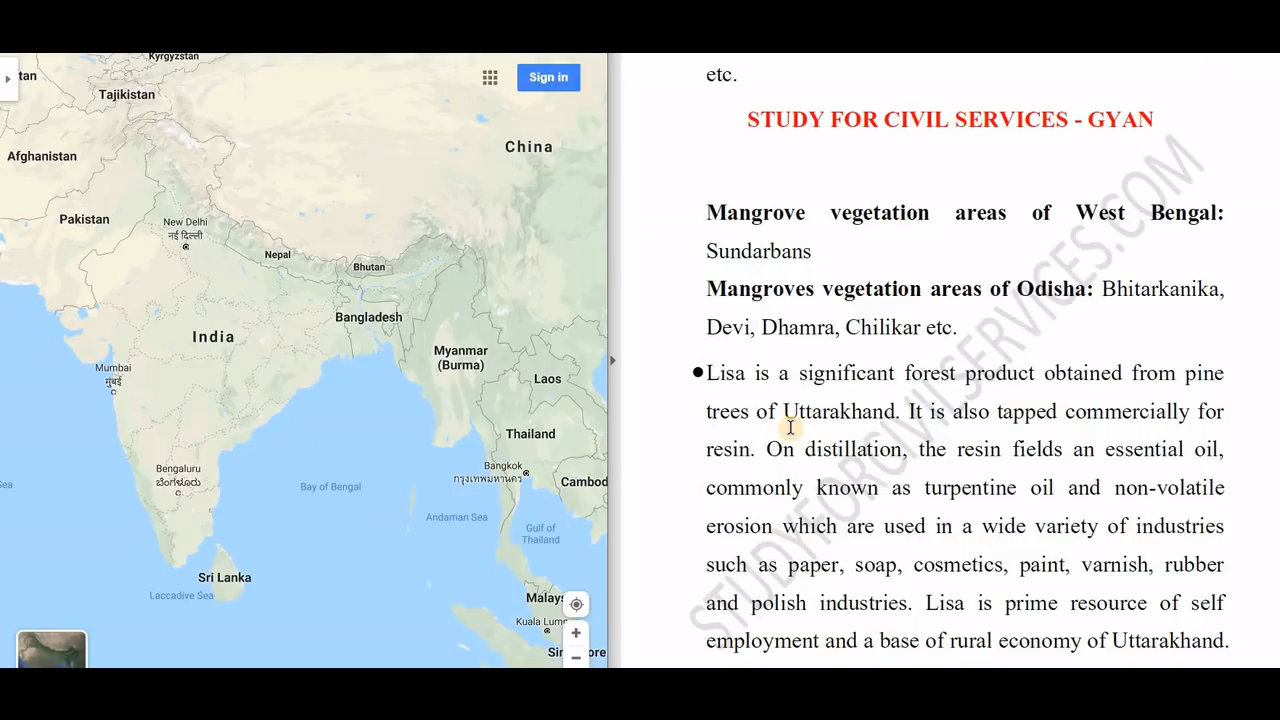 Kyrgyzstan
tan
Tajikistan
Afghanistan
Pakistan
New Delhi
नई दिल्ली
Nepal
Bhutan
Bangladesh
India
Mumbai
मुंबई
Bengaluru
ಬೆಂಗಳೂರು
Sri Lanka
Laccadive Sea
Bay of Bengal
Andaman Sea
China
Myanmar
(Burma)
Laos
Thailand
Bangkok
กรุงเทพมหานคร
Cambod
Gulf of
Thailand
Malays
Kuala Lum
Sin ore
Sea
Sign in
etc.
STUDY FOR CIVIL SERVICES - GYAN
Mangrove vegetation areas of West Bengal:
Sundarbans
Mangroves vegetation areas of Odisha: Bhitarkanika,
Devi, Dhamra, Chilikar etc.
●Lisa is a significant forest product obtained from pine
trees of Uttarakhand. It is also tapped commercially for
resin. On distillation, the resin fields an essential oil,
commonly known as turpentine oil and non-volatile
erosion which are used in a wide variety of industries
such as paper, soap, cosmetics, paint, varnish, rubber
and polish industries. Lisa is prime resource of self
employment and a base of rural economy of Uttarakhand.
STUDYFORCIVILSERVICES.COM